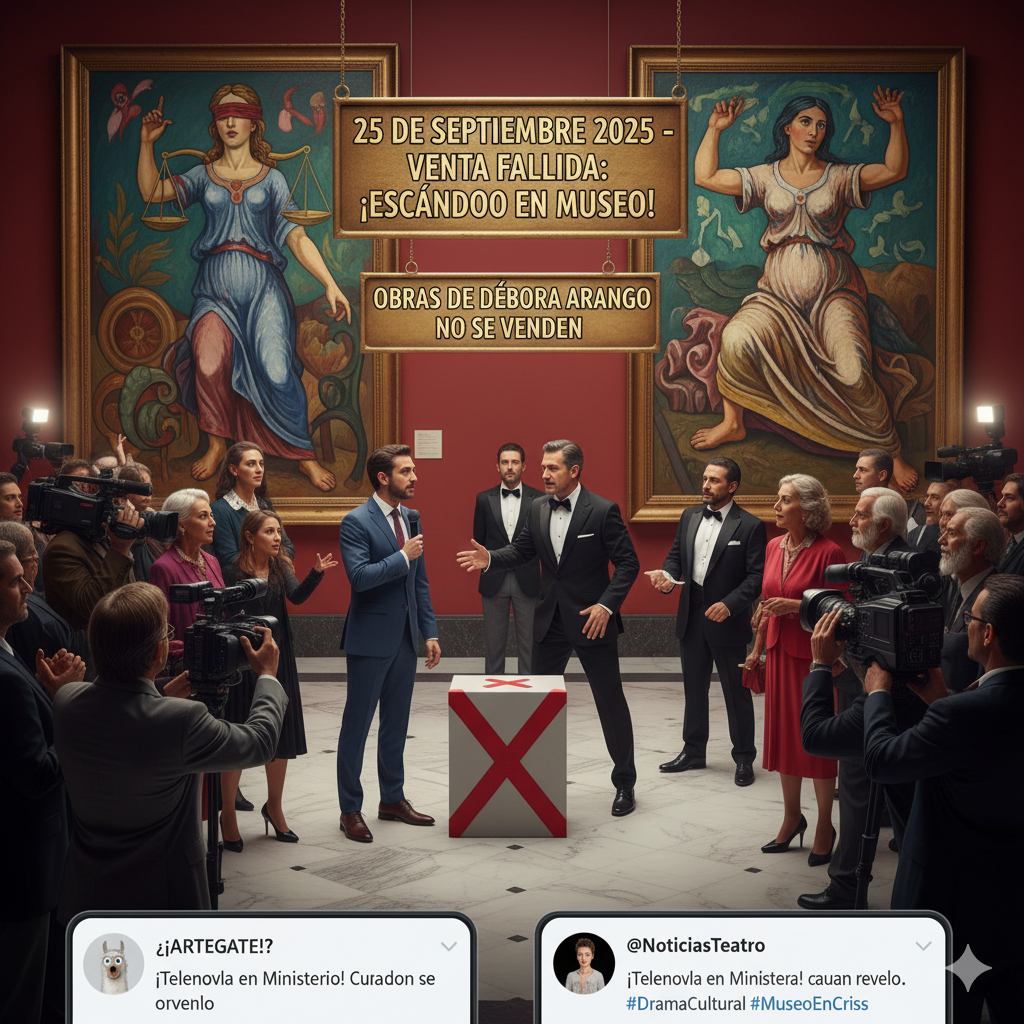 25 DE SEPTIEMBRE 2025 -
VENTA FALLIDA:
¡ESCÁNDOO EN MUSEO!
OBRAS DE DÉBORA ARANGO
NO SE VENDEN
¿¡ARTEGATE!?
¡Telenovla en Ministerio! Curadon se
orvenlo
@NoticiasTeatro
¡Telenovla en Ministera! cauan revelo.
#DramaCultural #MuseoEnCriss